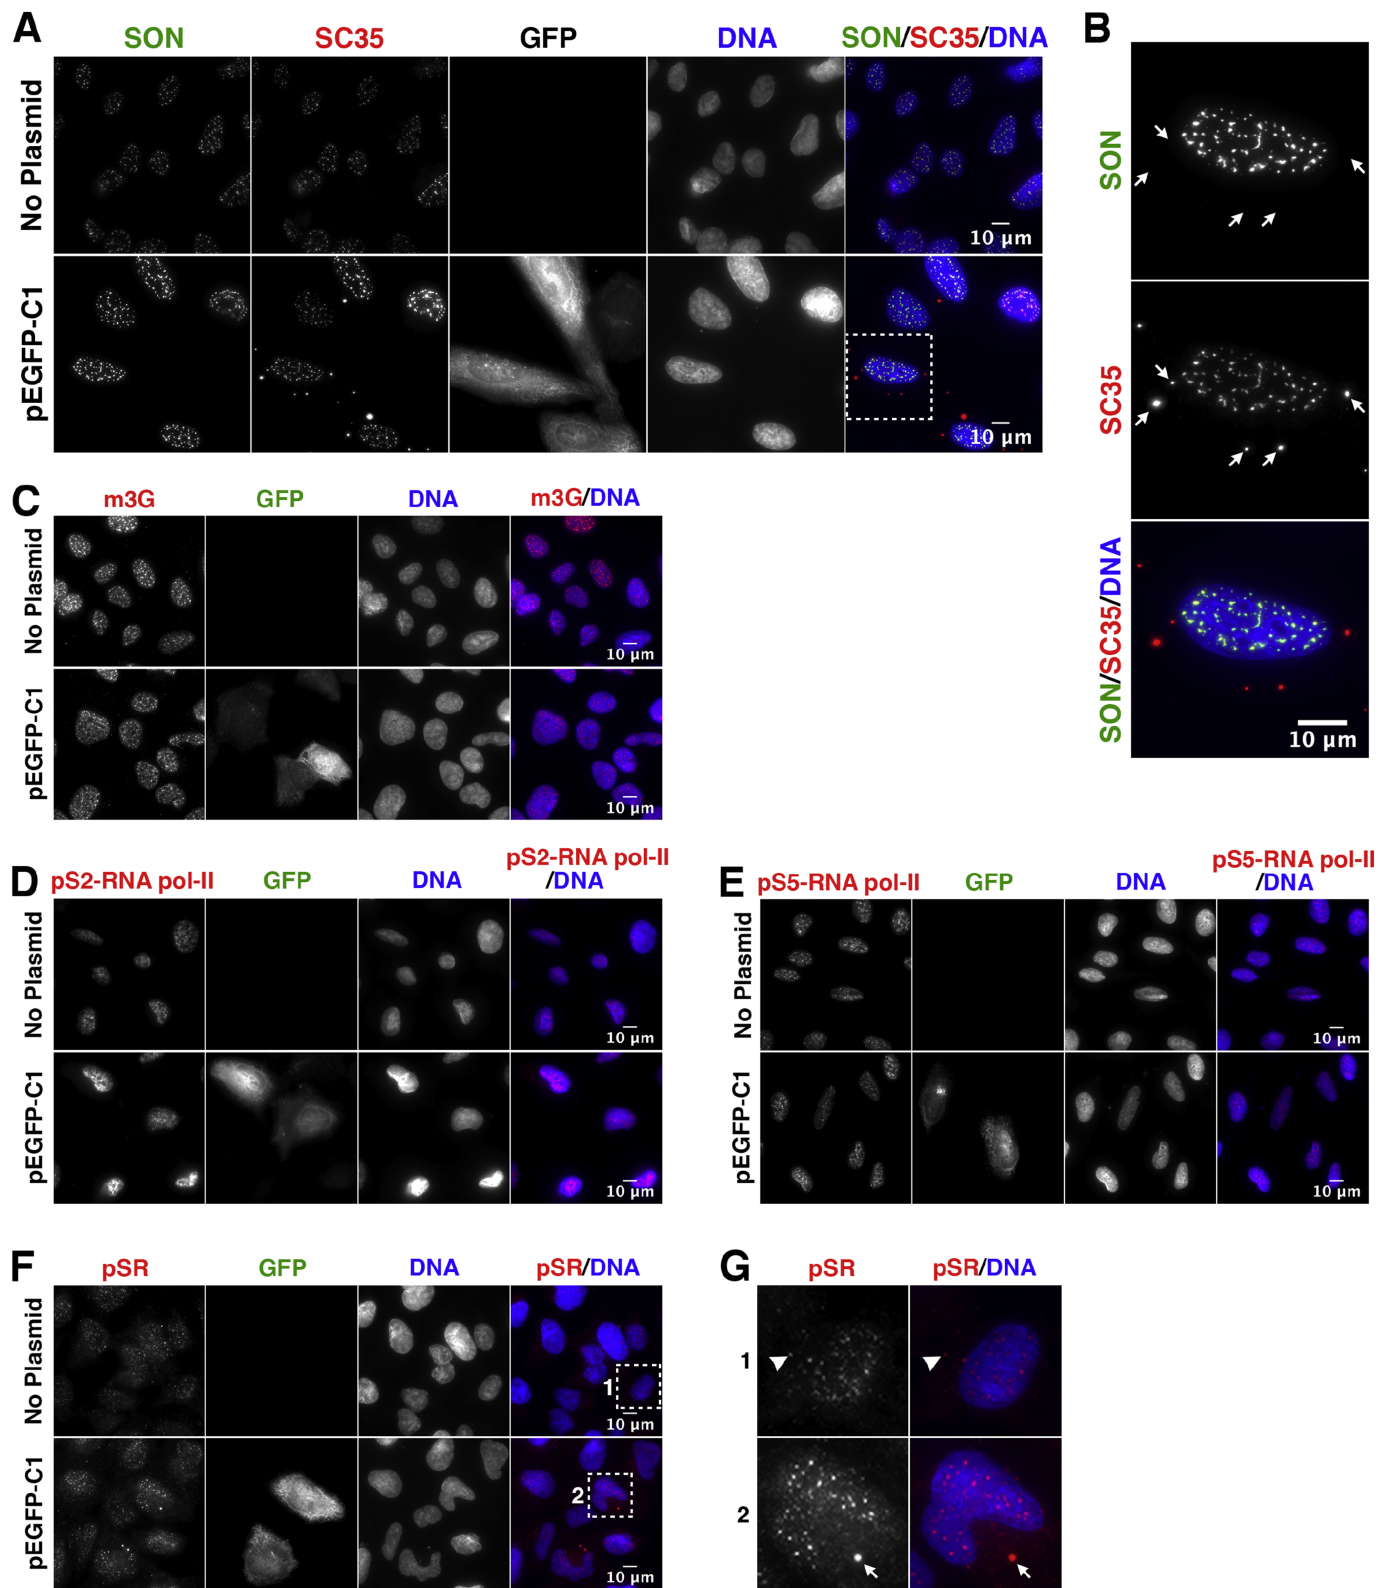 A
SON
SC35
GFP
DNA
SON/SC35/DNA
No Plasmid
10 µm
pEGFP-C1
10 µm
B
SON
SC35
SON/SC35/DNA
10 µm
C
m3G
GFP
DNA
m3G/DNA
No Plasmid
10 µm
pEGFP-C1
10 µm
D
pS2-RNA pol-II
GFP
DNA
pS2-RNA pol-II
/DNA
No Plasmid
10 µm
pEGFP-C1
10 µm
E
pS5-RNA pol-II
GFP
DNA
pS5-RNA pol-II
/DNA
No Plasmid
10 µm
pEGFP-C1
10 µm
F
pSR
GFP
DNA
pSR/DNA
No Plasmid
1
10 µm
pEGFP-C1
2
10 µm
G
pSR
pSR/DNA
1
2